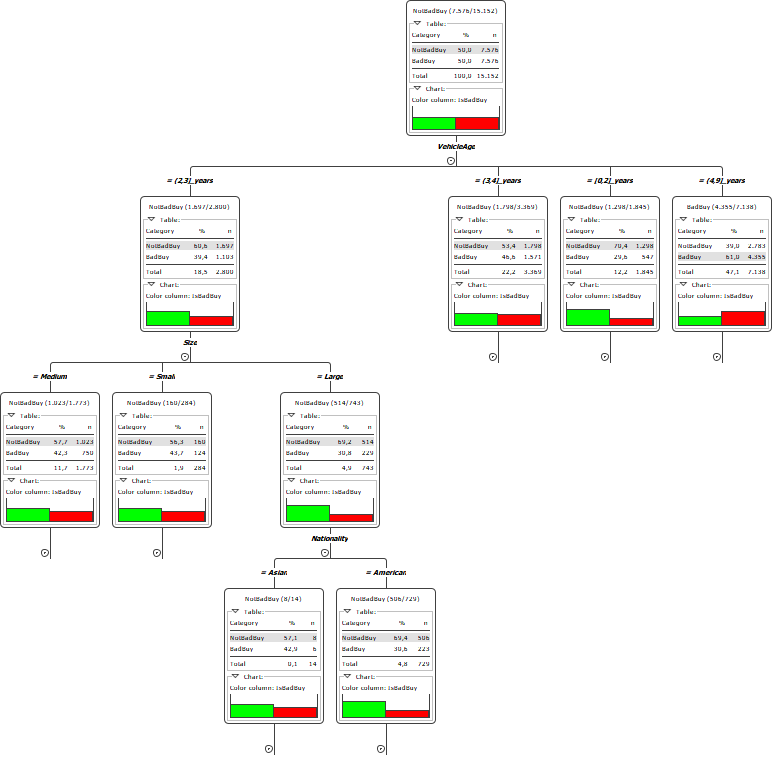 NotBadBuy (7.576/15.152)
Table:
Category % n
NotBadBuy 50,0 7.576
BadBuy 50,0 7.576
Total 100,0 15.152
Chart:
Color column: IsBadBuy
VehicleAge
= (2,3]_years
= (3,4]_years
= [0,2]_years
= (4,9]_years
NotBadBuy (1.697/2.800)
Table:
Category % n
NotBadBuy 60,6 1.697
BadBuy 39,4 1.103
Total 18,5 2.800
Chart:
Color column: IsBadBuy
NotBadBuy (1.798/3.369)
Table:
Category % n
NotBadBuy 53,4 1.798
BadBuy 46,6 1.571
Total 22,2 3.369
Chart:
Color column: IsBadBuy
NotBadBuy (1.298/1.845)
Table:
Category % n
NotBadBuy 70,4 1.298
BadBuy 29,6 547
Total 12,2 1.845
Chart:
Color column: IsBadBuy
BadBuy (4.355/7.138)
Table:
Category % n
NotBadBuy 39,0 2.783
BadBuy 61,0 4.355
Total 47,1 7.138
Chart:
Color column: IsBadBuy
Size
= Medium
= Small
= Large
NotBadBuy (1.023/1.773)
Table:
Category % n
NotBadBuy 57,7 1.023
BadBuy 42,3 750
Total 11,7 1.773
Chart:
Color column: IsBadBuy
NotBadBuy (160/284)
Table:
Category % n
NotBadBuy 56,3 160
BadBuy 43,7 124
Total 1,9 284
Chart:
Color column: IsBadBuy
NotBadBuy (514/743)
Table:
Category % n
NotBadBuy 69,2 514
BadBuy 30,8 229
Total 4,9 743
Chart:
Color column: IsBadBuy
Nationality
= Asian
= American
NotBadBuy (8/14)
Table:
Category % n
NotBadBuy 57,1 8
BadBuy 42,9 6
Total 0,1 14
Chart:
Color column: IsBadBuy
NotBadBuy (506/729)
Table:
Category % n
NotBadBuy 69,4 506
BadBuy 30,6 223
Total 4,8 729
Chart:
Color column: IsBadBuy